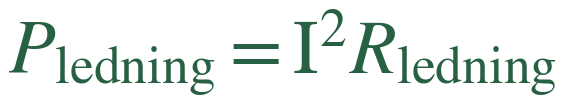 P_ledning = I²R_ledning